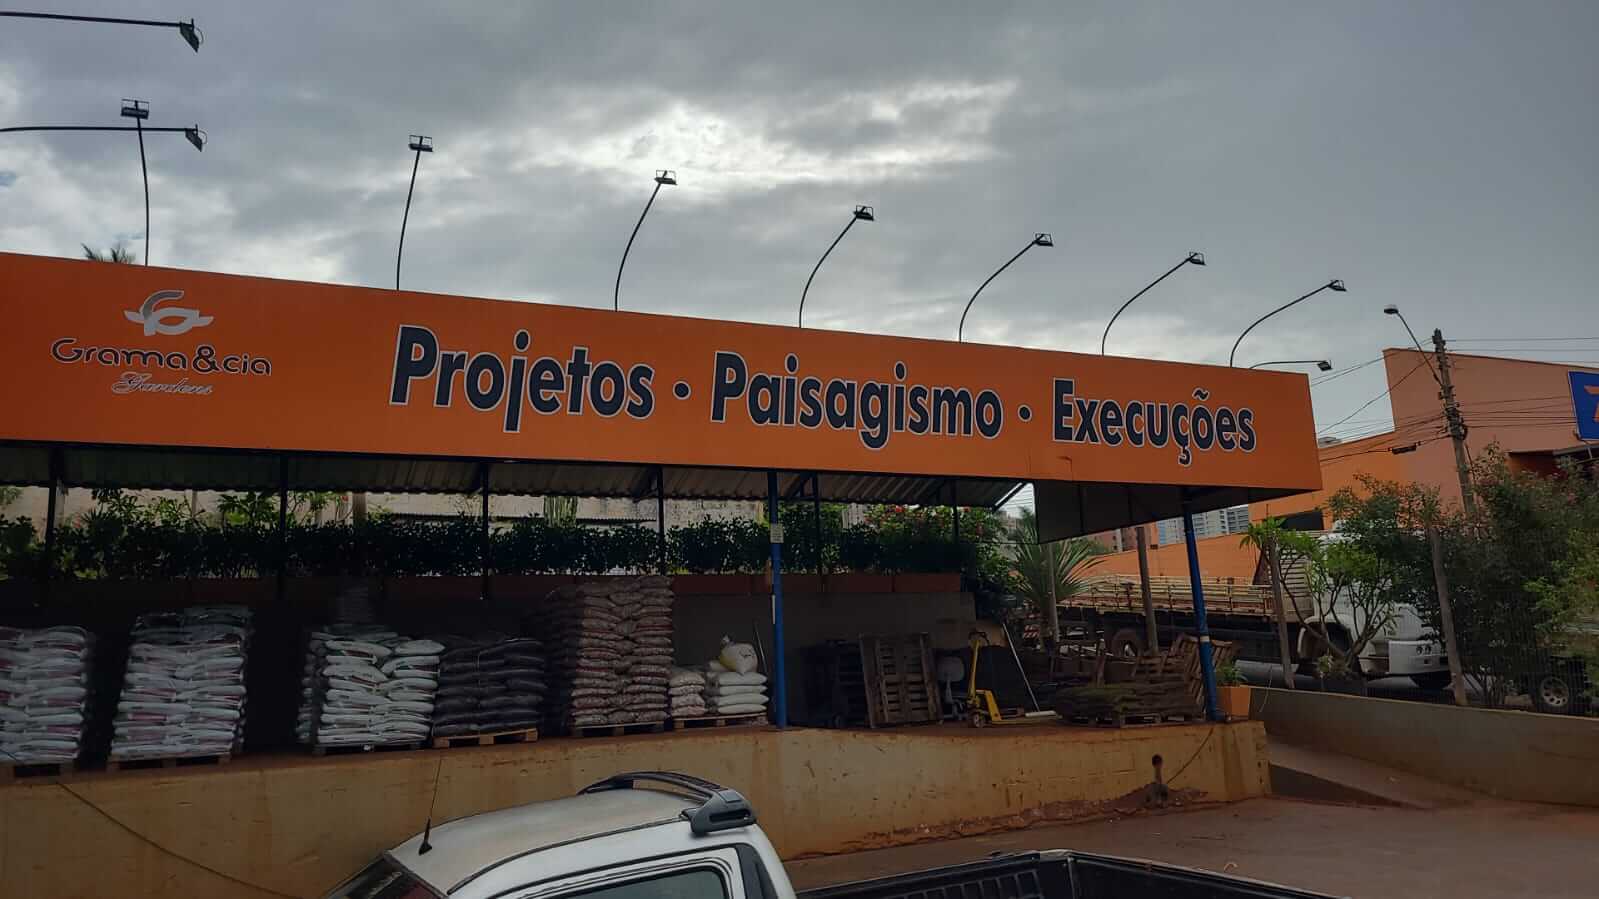 Grama&cia
Gardens
Projetos · Paisagismo · Execuções